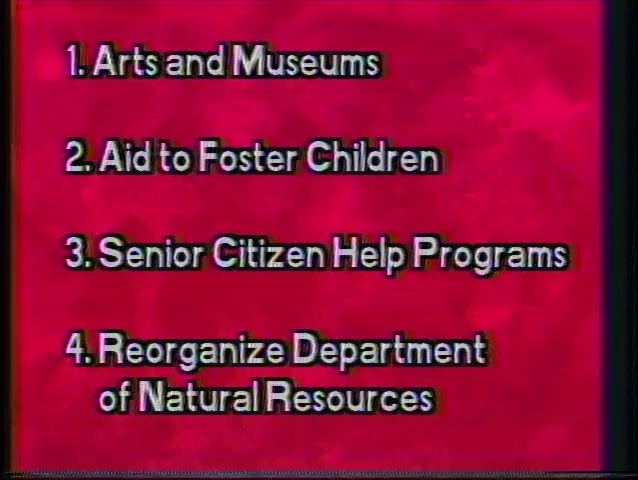 1. Arts and Museums
2. Aid to Foster Children
3. Senior Citizen Help Programs
4. Reorganize Department
of Natural Resources